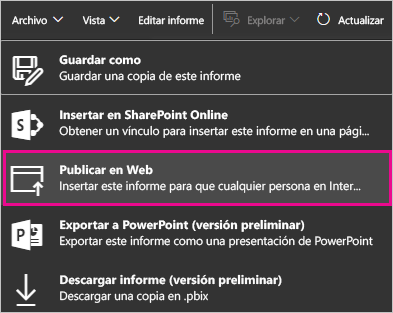 Archivo Vista Editar informe Explorar Actualizar
Guardar como
Guardar una copia de este informe
Insertar en SharePoint Online
Obtener un vínculo para insertar este informe en una pági...
Publicar en Web
Insertar este informe para que cualquier persona en Inter...
Exportar a PowerPoint (versión preliminar)
Exportar este informe como una presentación de PowerPoint
Descargar informe (versión preliminar)
Descargar una copia en .pbix